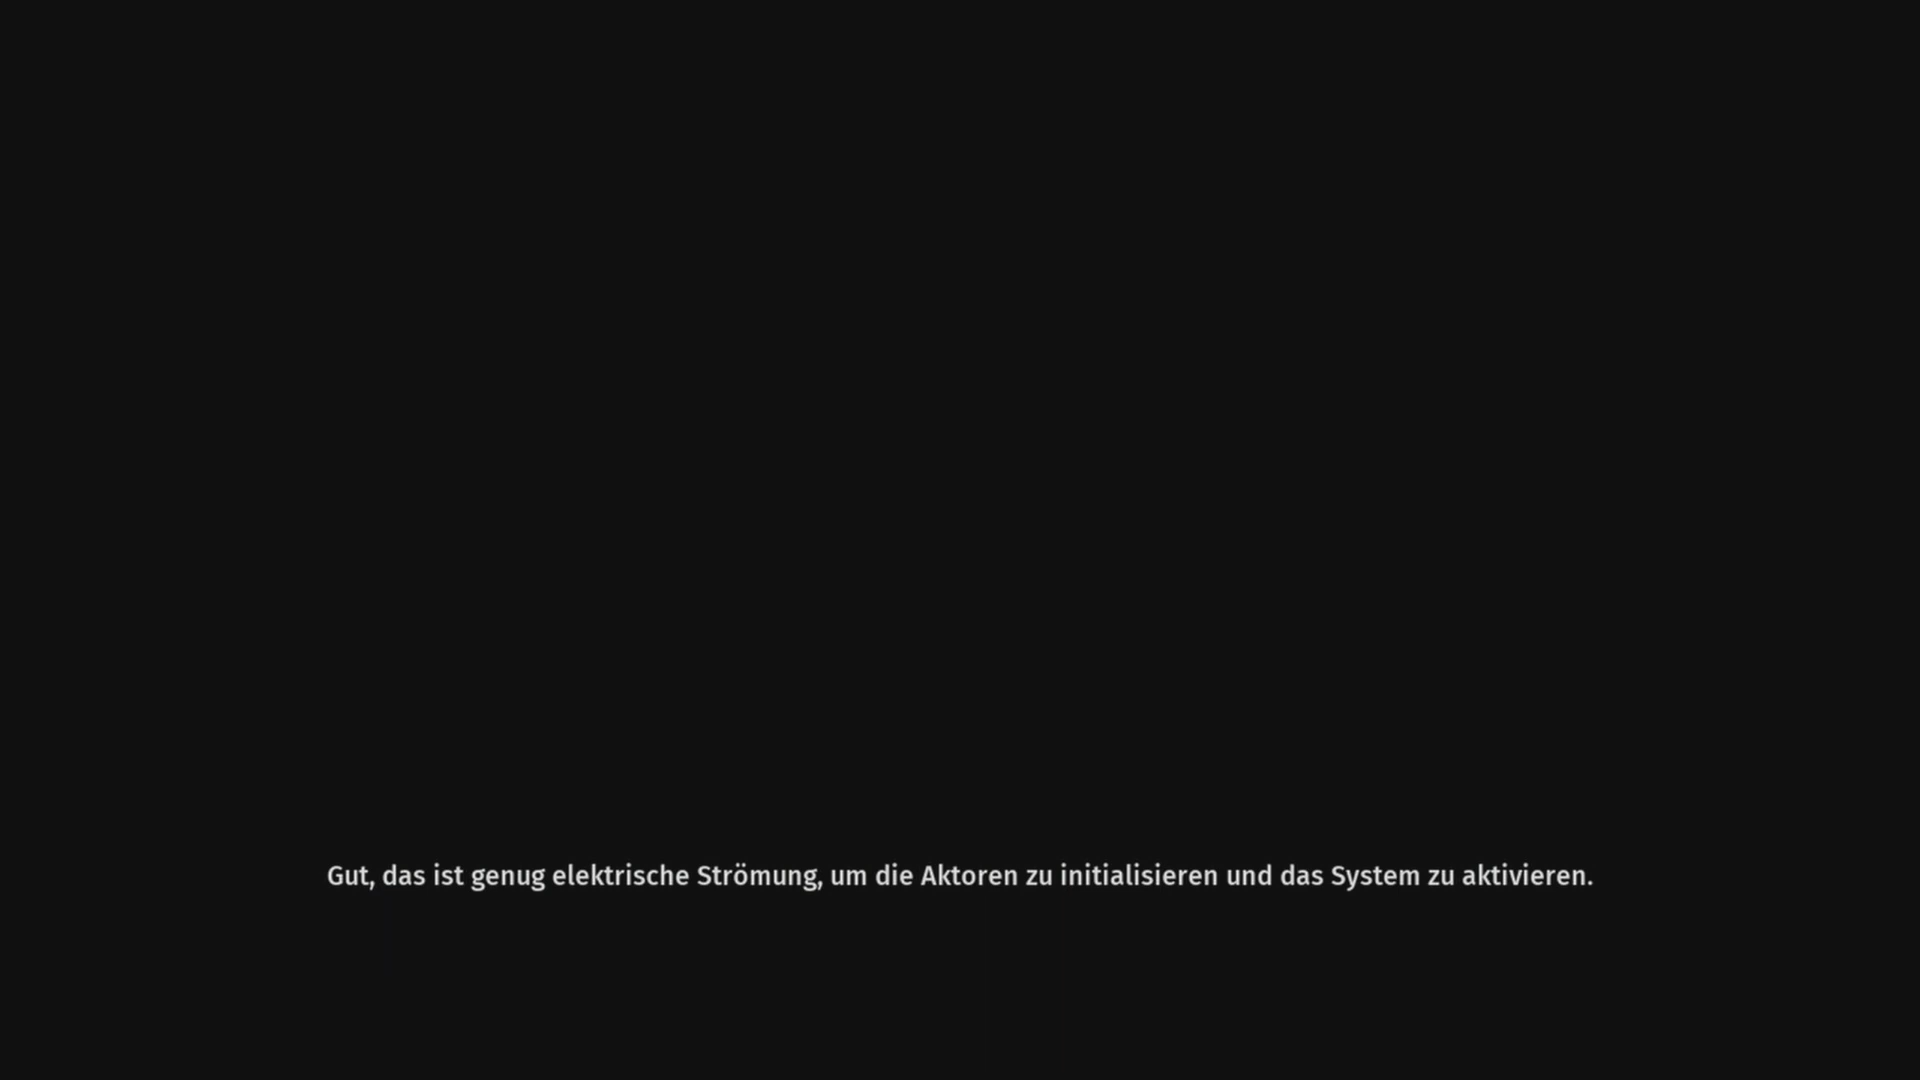 Gut, das ist genug elektrische Strömung, um die Aktoren zu initialisieren und das System zu aktivieren.